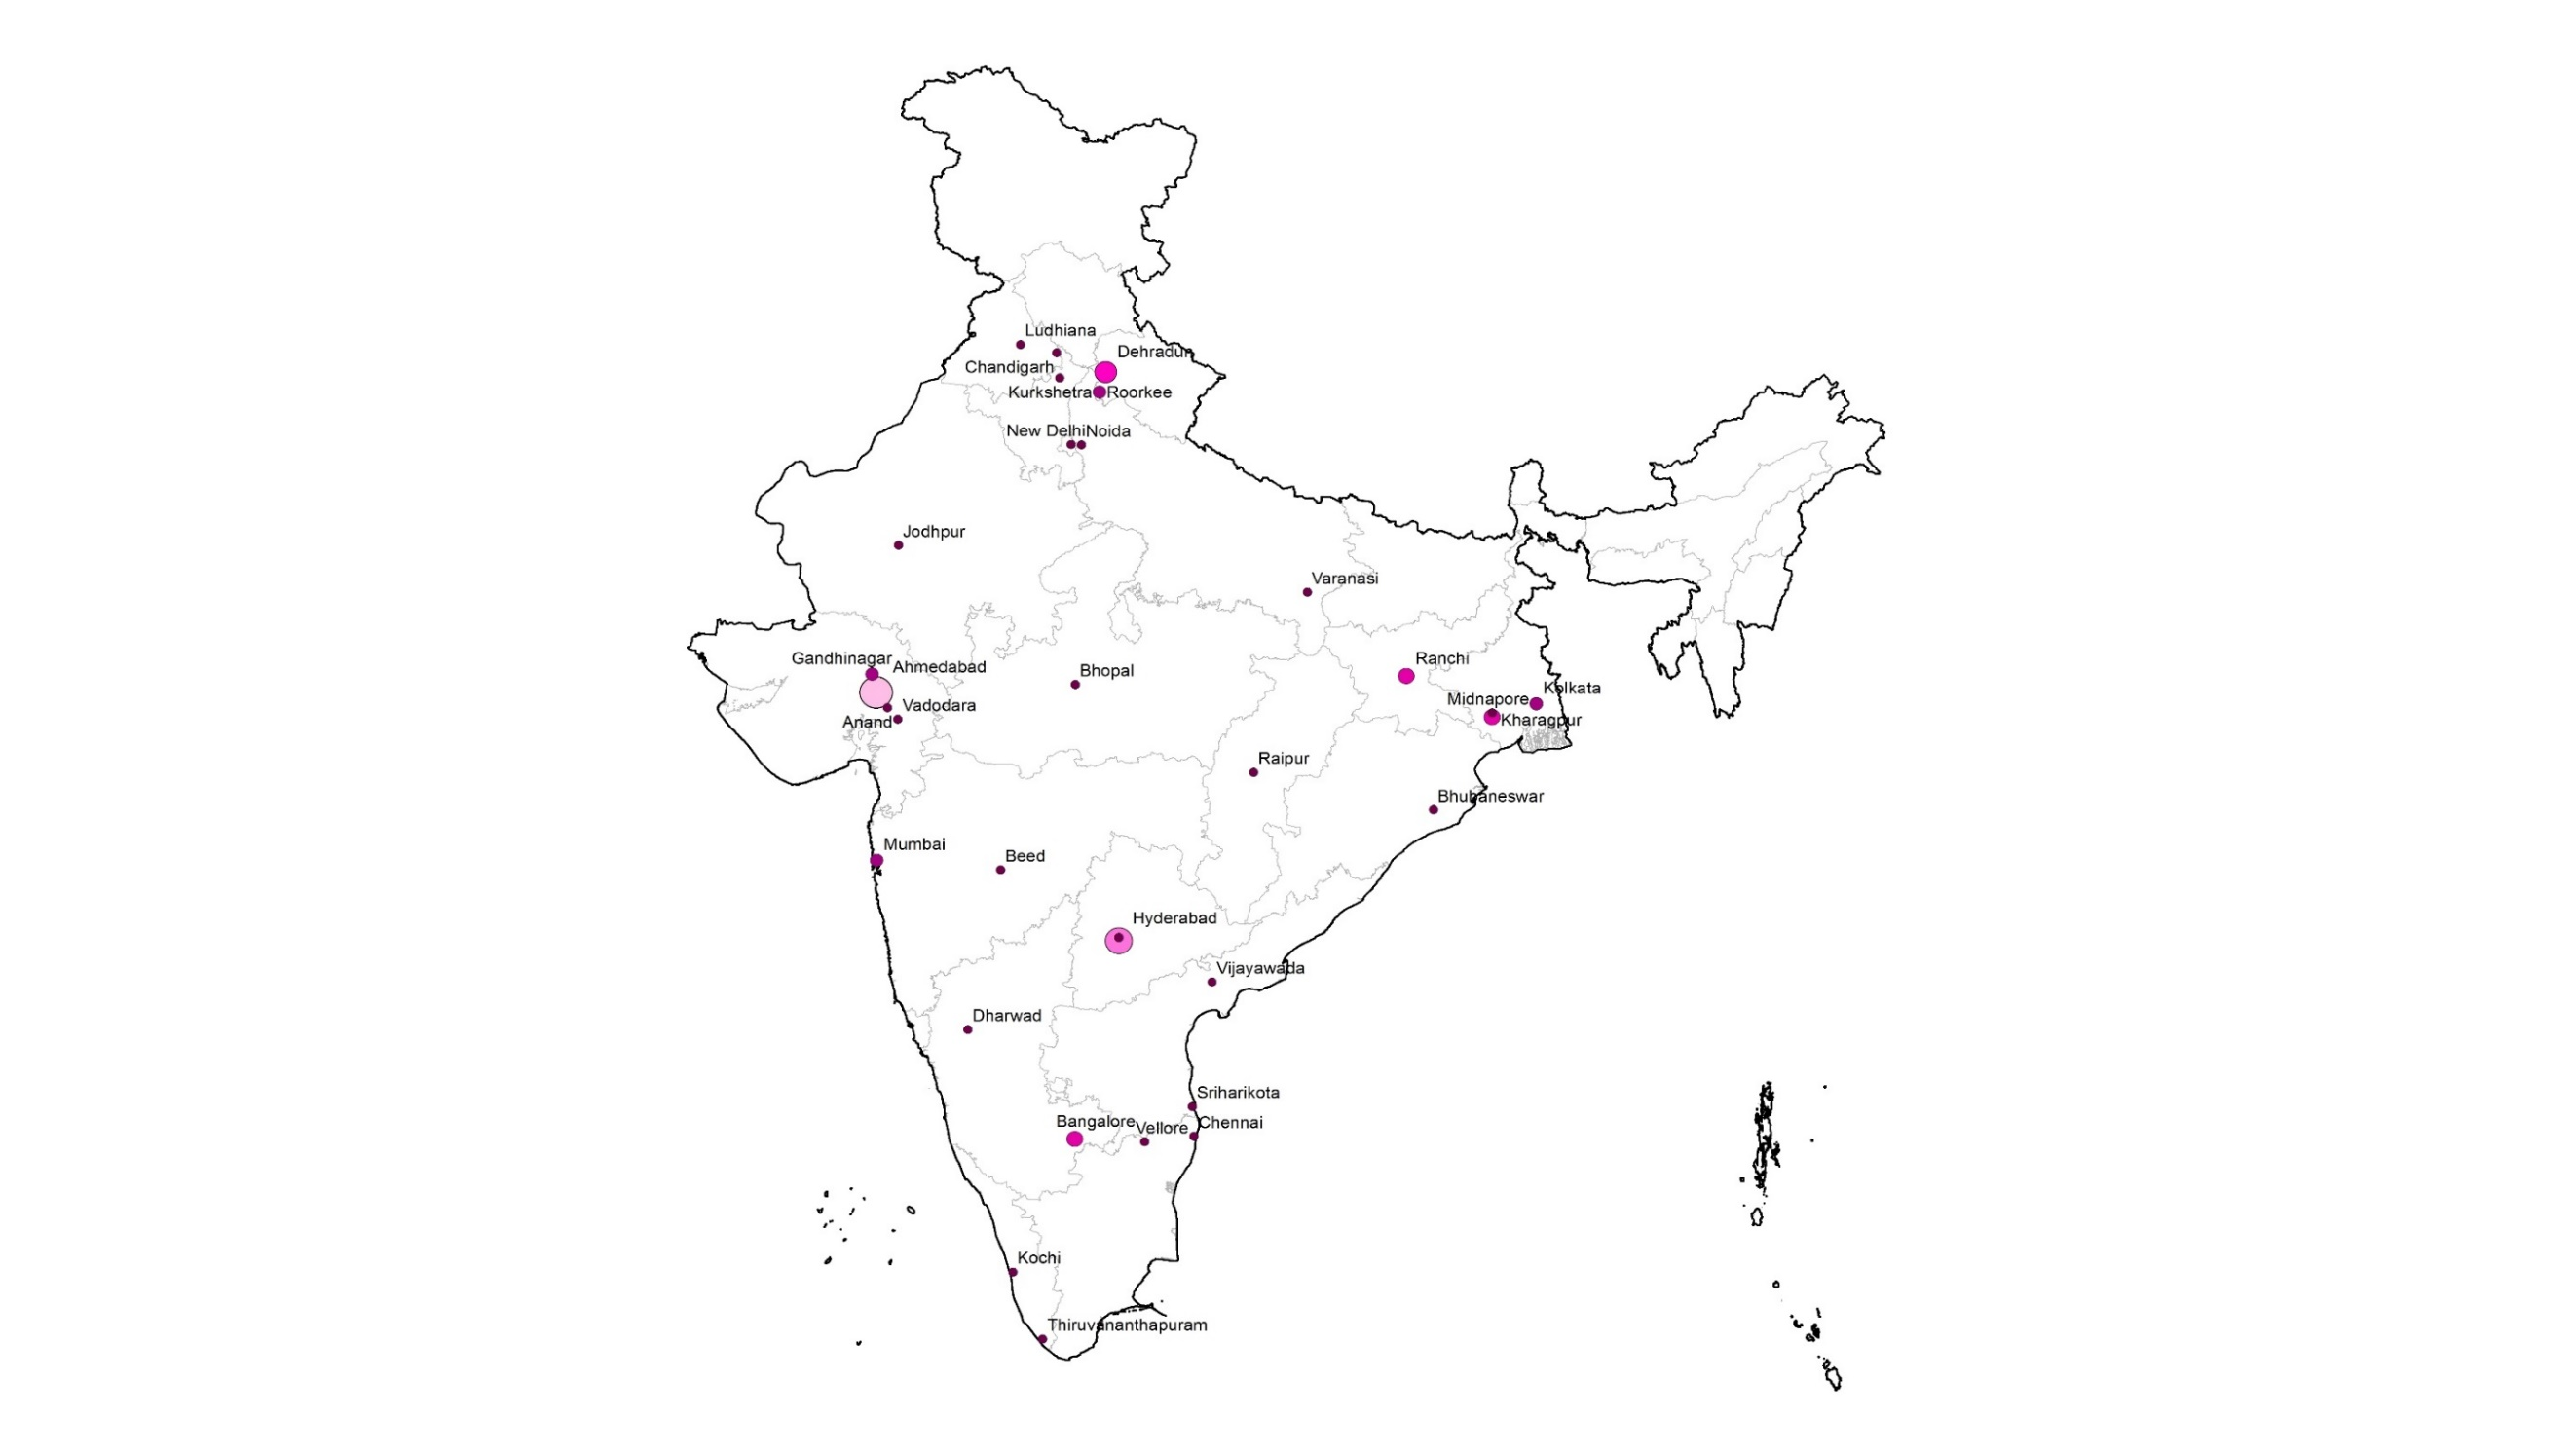 Ludhiana
Dehradun
Chandigarh
Kurkshetra
Roorkee
New Delhi
Noida
Jodhpur
Varanasi
Gandhinagar
Ahmedabad
Ranchi
Bhopal
Kolkata
Midnapore
Vadodara
Anand
Kharagpur
Raipur
Bhubaneswar
Mumbai
Beed
Hyderabad
Vijayawada
Dharwad
Sriharikota
Bangalore
Vellore
Chennai
Kochi
Thiruvananthapuram